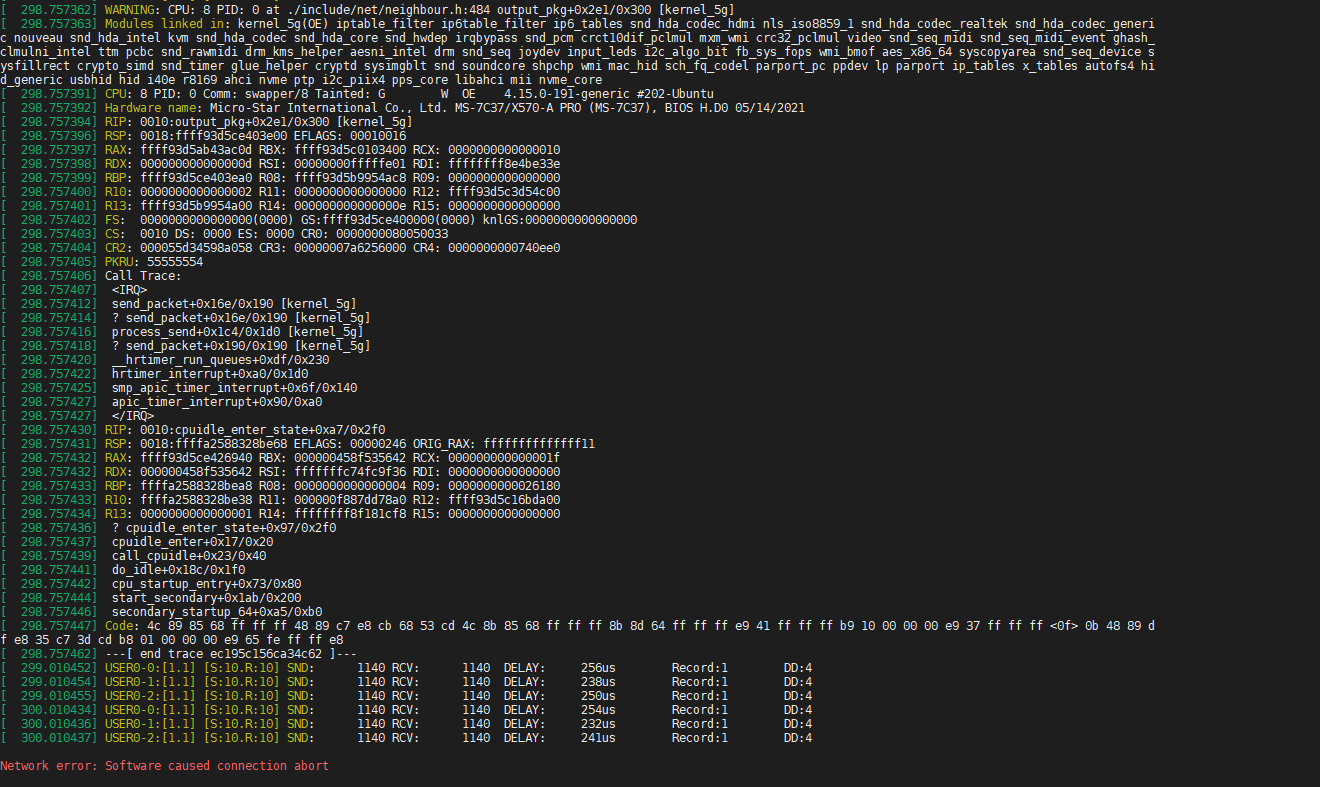 [  298.757362] WARNING: CPU: 8 PID: 0 at ./include/net/neighbour.h:484 output_pkg+0x2e1/0x300 [kernel_5g]
[  298.757363] Modules linked in: kernel_5g(OE) iptable_filter ip6table_filter ip6_tables snd_hda_codec_hdmi nls_iso8859_1 snd_hda_codec_realtek snd_hda_codec_generi
c nouveau snd_hda_intel kvm snd_hda_codec snd_hda_core snd_hwdep irqbypass snd_pcm crct10dif_pclmul mxm_wmi crc32_pclmul video snd_seq_midi snd_seq_midi_event ghash_
clmulni_intel ttm pcbc snd_rawmidi drm_kms_helper aesni_intel drm snd_seq joydev input_leds i2c_algo_bit fb_sys_fops wmi_bmof aes_x86_64 syscopyarea snd_seq_device s
ysfillrect crypto_simd snd_timer glue_helper cryptd sysimgblt snd soundcore shpchp wmi mac_hid sch_fq_codel parport_pc ppdev lp parport ip_tables x_tables autofs4 hi
d_generic usbhid hid i40e r8169 ahci nvme ptp i2c_piix4 pps_core libahci mii nvme_core
[  298.757391] CPU: 8 PID: 0 Comm: swapper/8 Tainted: G        W  OE    4.15.0-191-generic #202-Ubuntu
[  298.757392] Hardware name: Micro-Star International Co., Ltd. MS-7C37/X570-A PRO (MS-7C37), BIOS H.D0 05/14/2021
[  298.757394] RIP: 0010:output_pkg+0x2e1/0x300 [kernel_5g]
[  298.757396] RSP: 0018:ffff93d5ce403e00 EFLAGS: 00010016
[  298.757397] RAX: ffff93d5ab43ac0d RBX: ffff93d5c0103400 RCX: 0000000000000010
[  298.757398] RDX: 000000000000000d RSI: 00000000fffffe01 RDI: ffffffff8e4be33e
[  298.757399] RBP: ffff93d5ce403ea0 R08: ffff93d5b9954ac8 R09: 0000000000000000
[  298.757400] R10: 0000000000000002 R11: 0000000000000000 R12: ffff93d5c3d54c00
[  298.757401] R13: ffff93d5b9954a00 R14: 000000000000000e R15: 0000000000000000
[  298.757402] FS:  0000000000000000(0000) GS:ffff93d5ce400000(0000) knlGS:0000000000000000
[  298.757403] CS:  0010 DS: 0000 ES: 0000 CR0: 0000000080050033
[  298.757404] CR2: 000055d34598a058 CR3: 00000007a6256000 CR4: 0000000000740ee0
[  298.757405] PKRU: 55555554
[  298.757406] Call Trace:
[  298.757407]  <IRQ>
[  298.757412]  send_packet+0x16e/0x190 [kernel_5g]
[  298.757414]  ? send_packet+0x16e/0x190 [kernel_5g]
[  298.757416]  process_send+0x1c4/0x1d0 [kernel_5g]
[  298.757418]  ? send_packet+0x190/0x190 [kernel_5g]
[  298.757420]  __hrtimer_run_queues+0xdf/0x230
[  298.757422]  hrtimer_interrupt+0xa0/0x1d0
[  298.757425]  smp_apic_timer_interrupt+0x6f/0x140
[  298.757427]  apic_timer_interrupt+0x90/0xa0
[  298.757427]  </IRQ>
[  298.757430] RIP: 0010:cpuidle_enter_state+0xa7/0x2f0
[  298.757431] RSP: 0018:ffffa2588328be68 EFLAGS: 00000246 ORIG_RAX: ffffffffffffff11
[  298.757432] RAX: ffff93d5ce426940 RBX: 000000458f535642 RCX: 000000000000001f
[  298.757432] RDX: 000000458f535642 RSI: fffffffc74fc9f36 RDI: 0000000000000000
[  298.757433] RBP: ffffa2588328bea8 R08: 0000000000000004 R09: 0000000000026180
[  298.757433] R10: ffffa2588328be38 R11: 000000f887dd78a0 R12: ffff93d5c16bda00
[  298.757434] R13: 0000000000000001 R14: ffffffff8f181cf8 R15: 0000000000000000
[  298.757436]  ? cpuidle_enter_state+0x97/0x2f0
[  298.757437]  cpuidle_enter+0x17/0x20
[  298.757439]  call_cpuidle+0x23/0x40
[  298.757441]  do_idle+0x18c/0x1f0
[  298.757442]  cpu_startup_entry+0x73/0x80
[  298.757444]  start_secondary+0x1ab/0x200
[  298.757446]  secondary_startup_64+0xa5/0xb0
[  298.757447] Code: 4c 89 85 68 ff ff ff 48 89 c7 e8 cb 68 53 cd 4c 8b 85 68 ff ff ff 8b 8d 64 ff ff ff e9 41 ff ff ff b9 10 00 00 00 e9 37 ff ff ff <0f> 0b 48 89 d
f e8 35 c7 3d cd b8 01 00 00 00 e9 65 fe ff ff e8
[  298.757462] ---[ end trace ec195c156ca34c62 ]---
[  299.010452] USER0-0:[1.1] [S:10.R:10] SND:      1140 RCV:      1140  DELAY:     256us        Record:1        DD:4
[  299.010454] USER0-1:[1.1] [S:10.R:10] SND:      1140 RCV:      1140  DELAY:     238us        Record:1        DD:4
[  299.010455] USER0-2:[1.1] [S:10.R:10] SND:      1140 RCV:      1140  DELAY:     250us        Record:1        DD:4
[  300.010434] USER0-0:[1.1] [S:10.R:10] SND:      1140 RCV:      1140  DELAY:     254us        Record:1        DD:4
[  300.010436] USER0-1:[1.1] [S:10.R:10] SND:      1140 RCV:      1140  DELAY:     232us        Record:1        DD:4
[  300.010437] USER0-2:[1.1] [S:10.R:10] SND:      1140 RCV:      1140  DELAY:     241us        Record:1        DD:4
Network error: Software caused connection abort